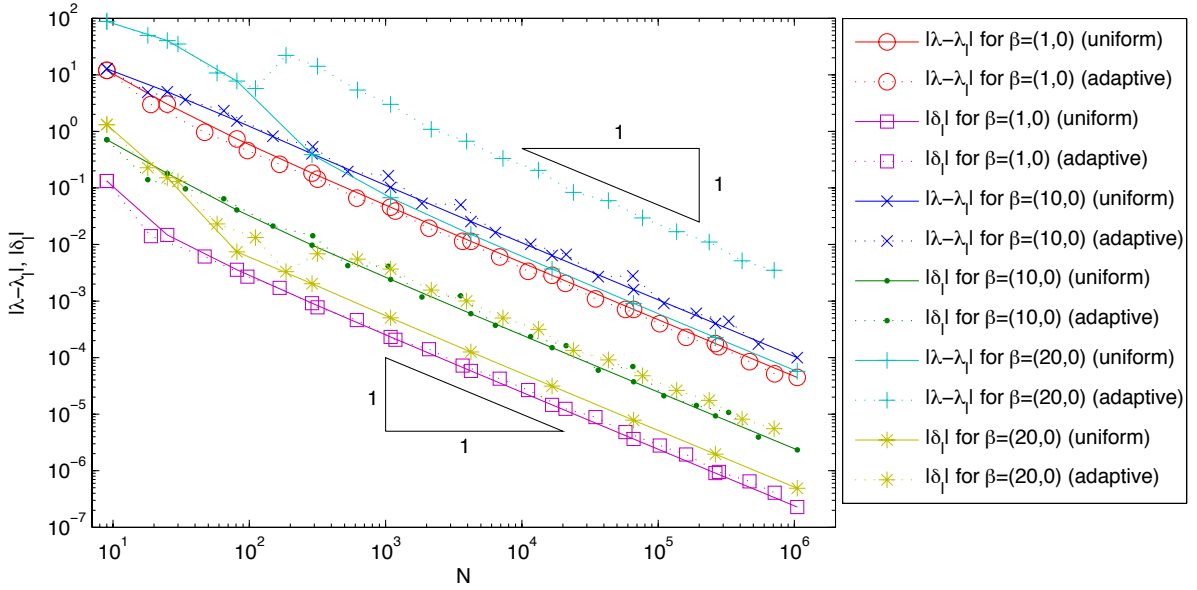 10^2
10^1
10^0
10^-1
10^-2
10^-3
10^-4
10^-5
10^-6
10^-7
|λ−λ_l|, |δ_l|
10^1
10^2
10^3
10^4
10^5
10^6
N
1
1
1
1
|λ−λ_l| for β=(1,0) (uniform)
|λ−λ_l| for β=(1,0) (adaptive)
|δ_l| for β=(1,0) (uniform)
|δ_l| for β=(1,0) (adaptive)
|λ−λ_l| for β=(10,0) (uniform)
|λ−λ_l| for β=(10,0) (adaptive)
|δ_l| for β=(10,0) (uniform)
|δ_l| for β=(10,0) (adaptive)
|λ−λ_l| for β=(20,0) (uniform)
|λ−λ_l| for β=(20,0) (adaptive)
|δ_l| for β=(20,0) (uniform)
|δ_l| for β=(20,0) (adaptive)